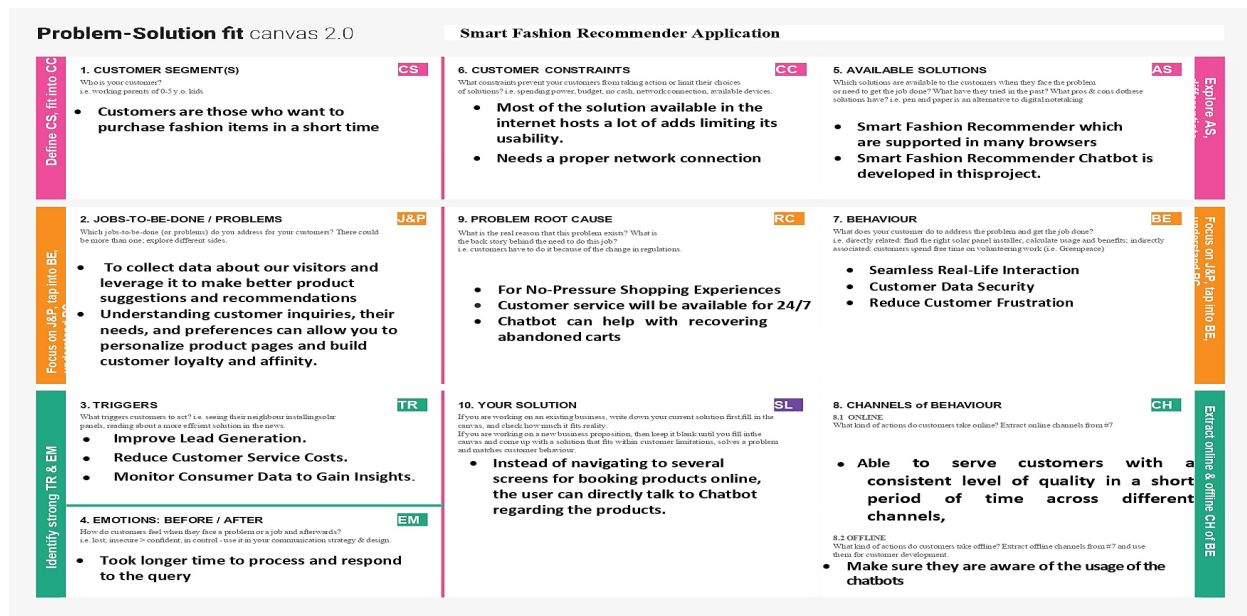 Problem-Solution fit canvas 2.0
Smart Fashion Recommender Application
Define CS, fit into CC
1. CUSTOMER SEGMENT(S)
CS
Who is your customer?
i.e. working parents of 0-5 y.o. kids
• Customers are those who want to
purchase fashion items in a short time
6. CUSTOMER CONSTRAINTS
CC
What constraints prevent your customers from taking action or limit their choices
of solutions? i.e. spending power, budget, no cash, network connection, available devices.
• Most of the solution available in the
internet hosts a lot of adds limiting its
usability.
• Needs a proper network connection
5. AVAILABLE SOLUTIONS
AS
Which solutions are available to the customers when they face the problem
or need to get the job done? What have they tried in the past? What pros & cons dothese
solutions have? i.e. pen and paper is an alternative to digital notetaking
• Smart Fashion Recommender which
are supported in many browsers
• Smart Fashion Recommender Chatbot is
developed in thisproject.
Explore AS,
Focus on J&P, tap into BE,
2. JOBS-TO-BE-DONE / PROBLEMS
J&P
Which jobs-to-be-done (or problems) do you address for your customers? There could
be more than one; explore different sides.
• To collect data about our visitors and
leverage it to make better product
suggestions and recommendations
• Understanding customer inquiries, their
needs, and preferences can allow you to
personalize product pages and build
customer loyalty and affinity.
9. PROBLEM ROOT CAUSE
RC
What is the real reason that this problem exists? What is
the back story behind the need to do this job?
i.e. customers have to do it because of the change in regulations.
• For No-Pressure Shopping Experiences
• Customer service will be available for 24/7
• Chatbot can help with recovering
abandoned carts
7. BEHAVIOUR
BE
What does your customer do to address the problem and get the job done?
i.e. directly related: find the right solar panel installer, calculate usage and benefits; indirectly
associated: customers spend free time on volunteering work (i.e. Greenpeace)
• Seamless Real-Life Interaction
• Customer Data Security
• Reduce Customer Frustration
Focus on J&P, tap into BE,
Identify strong TR & EM
3. TRIGGERS
TR
What triggers customers to act? i.e. seeing their neighbour installing solar
panels, reading about a more efficient solution in the news.
• Improve Lead Generation.
• Reduce Customer Service Costs.
• Monitor Consumer Data to Gain Insights.
4. EMOTIONS: BEFORE / AFTER
EM
How do customers feel when they face a problem or a job and afterwards?
i.e. lost, insecure > confident, in control - use it in your communication strategy & design.
• Took longer time to process and respond
to the query
10. YOUR SOLUTION
SL
If you are working on an existing business, write down your current solution first, fill in the
canvas, and check how much it fits reality.
If you are working on a new business proposition, then keep it blank until you fill in the
canvas and come up with a solution that fits within customer limitations, solves a problem
and matches customer behaviour.
• Instead of navigating to several
screens for booking products online,
the user can directly talk to Chatbot
regarding the products.
8. CHANNELS of BEHAVIOUR
CH
8.1 ONLINE
What kind of actions do customers take online? Extract online channels from #7
• Able to serve customers with a
consistent level of quality in a short
period of time across different
channels,
8.2 OFFLINE
What kind of actions do customers take offline? Extract offline channels from #7 and use
them for customer development.
• Make sure they are aware of the usage of the
chatbots
Extract online & offline CH of BE